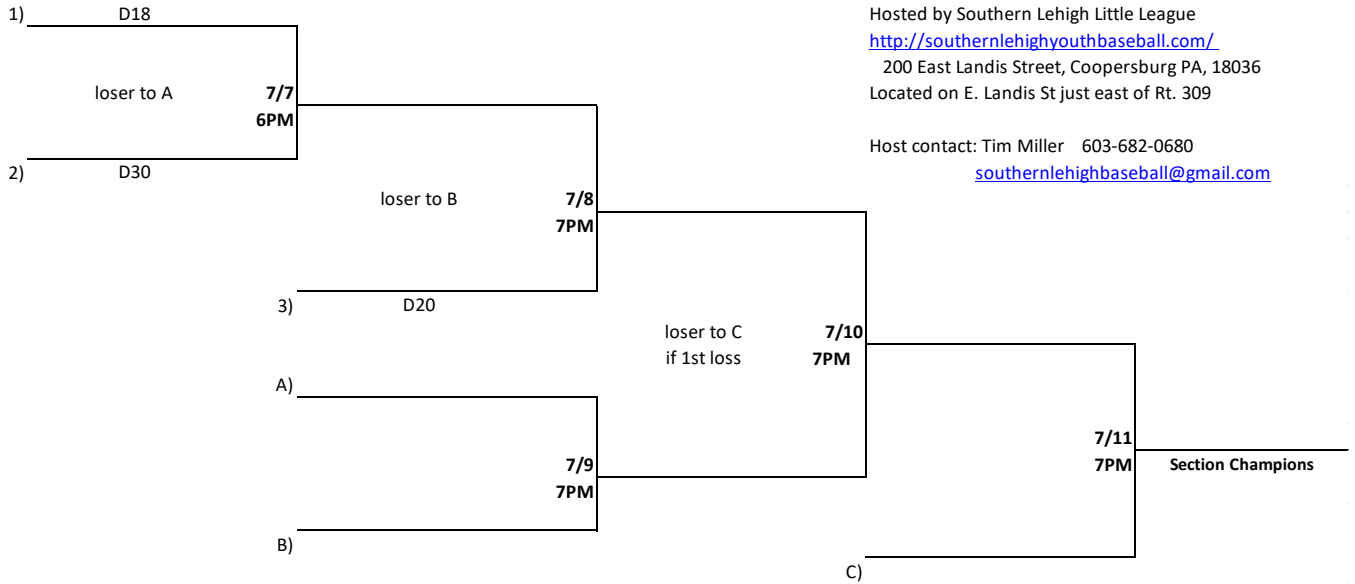 1)
D18
Hosted by Southern Lehigh Little League
http://southernlehighyouthbaseball.com/
200 East Landis Street, Coopersburg PA, 18036
loser to A
7/7
Located on E. Landis St just east of Rt. 309
6PM
Host contact: Tim Miller 603-682-0680
2)
D30
southernlehighbaseball@gmail.com
loser to B
7/8
7PM
3)
D20
loser to C
7/10
if 1st loss
7PM
A)
7/11
7/9
7PM
Section Champions
7PM
B)
C)